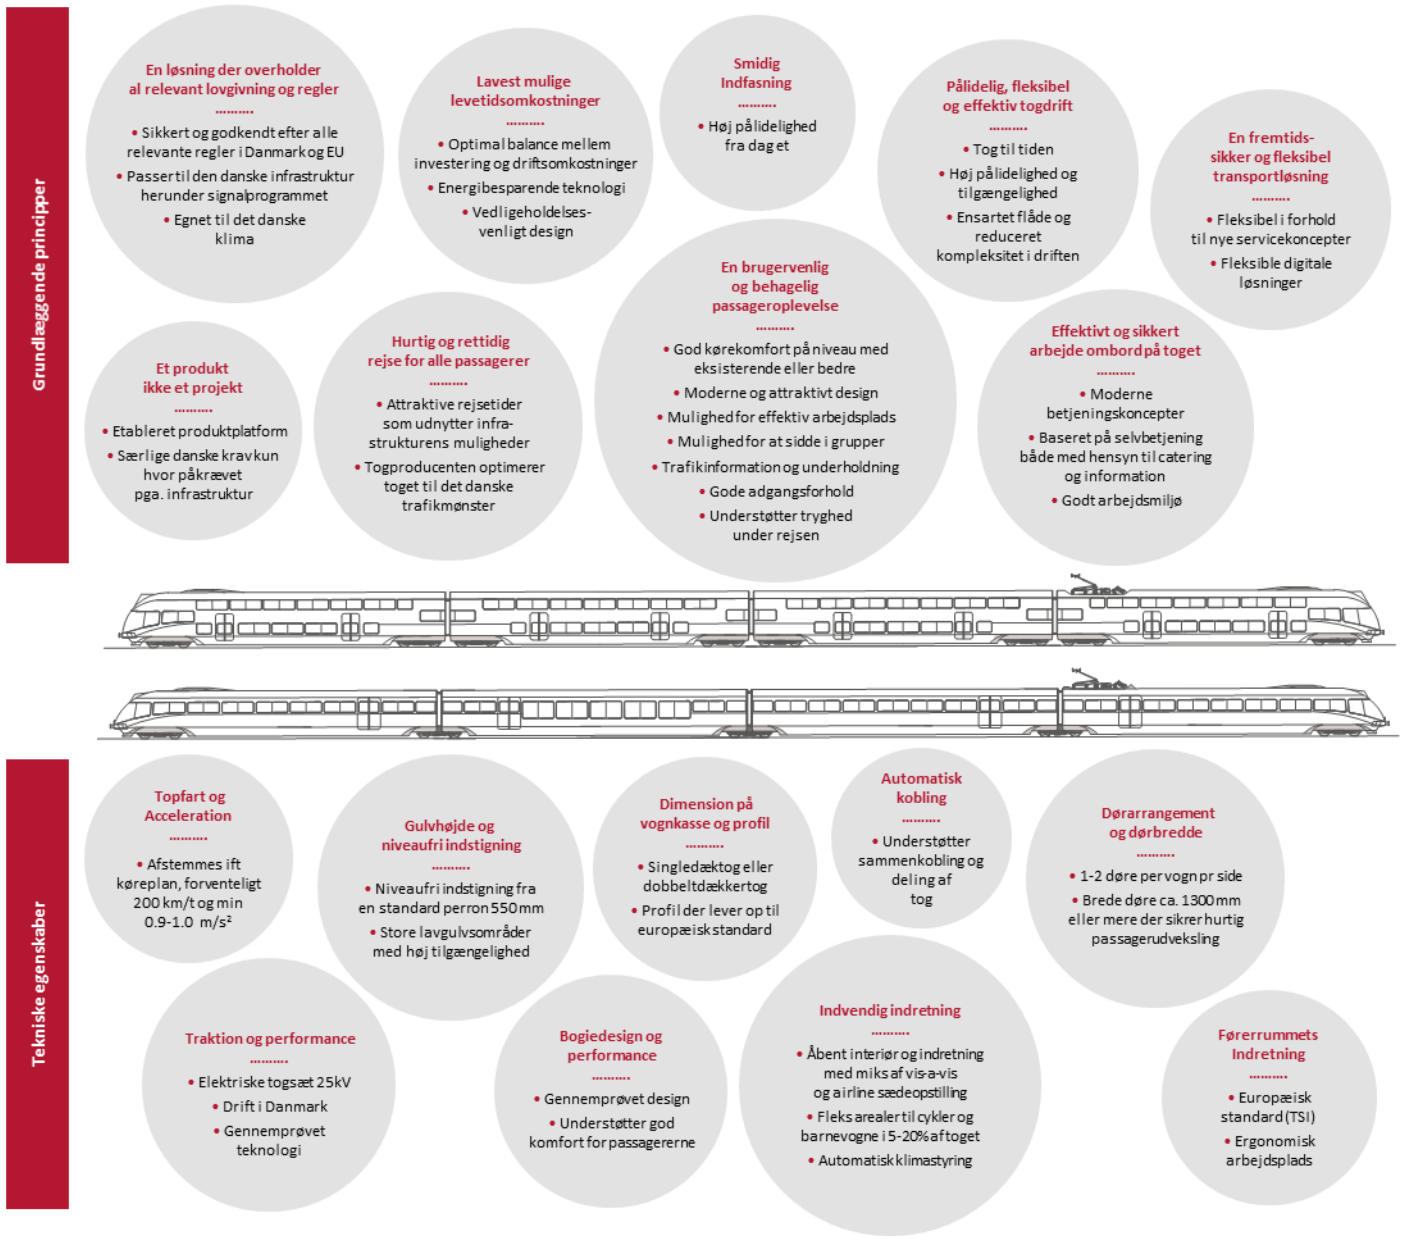 Grundlæggende principper
En løsning der overholder
al relevant lovgivning og regler
..........
• Sikkert og godkendt efter alle
relevante regler i Danmark og EU
• Passer til den danske infrastruktur
herunder signalprogrammet
• Egnet til det danske
klima
Lavest mulige
levetidsomkostninger
..........
• Optimal balance mellem
investering og driftsomkostninger
• Energibesparende teknologi
• Vedligeholdelses-
venligt design
Smidig
Indfasning
..........
• Høj pålidelighed
fra dag et
Pålidelig, fleksibel
og effektiv togdrift
..........
• Tog til tiden
• Høj pålidelighed og
tilgængelighed
• Ensartet flåde og
reduceret
kompleksitet i driften
En fremtids-
sikker og fleksibel
transportløsning
..........
• Fleksibel i forhold
til nye servicekoncepter
• Fleksible digitale
løsninger
Et produkt
ikke et projekt
..........
• Etableret produktplatform
• Særlige danske krav kun
hvor påkrævet
pga. infrastruktur
Hurtig og rettidig
rejse for alle passagerer
..........
• Attraktive rejsetider
som udnytter infra-
strukturens muligheder
• Togproducenten optimerer
toget til det danske
trafikmønster
En brugervenlig
og behagelig
passageroplevelse
..........
• God kørekomfort på niveau med
eksisterende eller bedre
• Moderne og attraktivt design
• Mulighed for effektiv arbejdsplads
• Mulighed for at sidde i grupper
• Trafikinformation og underholdning
• Gode adgangsforhold
• Understøtter tryghed
under rejsen
Effektivt og sikkert
arbejde ombord på toget
..........
• Moderne
betjeningskoncepter
• Baseret på selvbetjening
både med hensyn til catering
og information
• Godt arbejdsmiljø
Tekniske egenskaber
Topfart og
Acceleration
..........
• Afstemmes ift
køreplan, forventeligt
200 km/t og min
0.9-1.0 m/s²
Gulvhøjde og
niveaufri indstigning
..........
• Niveaufri indstigning fra
en standard perron 550 mm
• Store lavgulvsområder
med høj tilgængelighed
Dimension på
vognkasse og profil
..........
• Singledæktog eller
dobbeltdækkertog
• Profil der lever op til
europæisk standard
Automatisk
kobling
..........
• Understøtter
sammenkobling og
deling af
tog
Dørarrangement
og dørbredde
..........
• 1-2 døre per vogn pr side
• Brede døre ca. 1300 mm
eller mere der sikrer hurtig
passagerudveksling
Traktion og performance
..........
• Elektriske togsæt 25kV
• Drift i Danmark
• Gennemprøvet
teknologi
Bogiedesign og
performance
..........
• Gennemprøvet design
• Understøtter god
komfort for passagererne
Indvendig indretning
..........
• Åbent interiør og indretning
med miks af vis-a-vis
og airline sædeopstilling
• Fleks arealer til cykler og
barnevogne i 5-20% af toget
• Automatisk klimastyring
Førerrummets
Indretning
..........
• Europæisk
standard (TSI)
• Ergonomisk
arbejdsplads